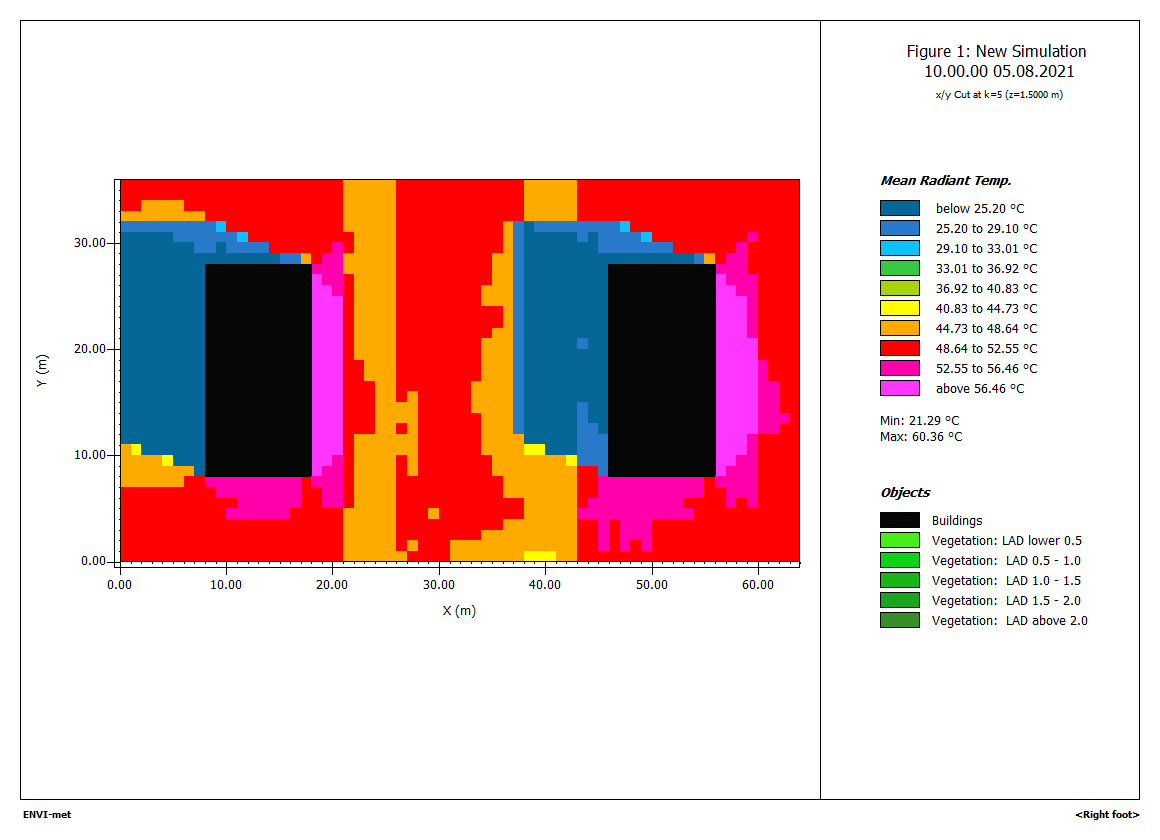 Figure 1: New Simulation
10.00.00 05.08.2021
x/y Cut at k=5 (z=1.5000 m)
Mean Radiant Temp.
below 25.20 °C
25.20 to 29.10 °C
29.10 to 33.01 °C
33.01 to 36.92 °C
36.92 to 40.83 °C
40.83 to 44.73 °C
44.73 to 48.64 °C
48.64 to 52.55 °C
52.55 to 56.46 °C
above 56.46 °C
Min: 21.29 °C
Max: 60.36 °C
Objects
Buildings
Vegetation: LAD lower 0.5
Vegetation: LAD 0.5 - 1.0
Vegetation: LAD 1.0 - 1.5
Vegetation: LAD 1.5 - 2.0
Vegetation: LAD above 2.0
Y (m)
30.00
20.00
10.00
0.00
0.00 10.00 20.00 30.00 40.00 50.00 60.00
X (m)
ENVI-met
<Right foot>